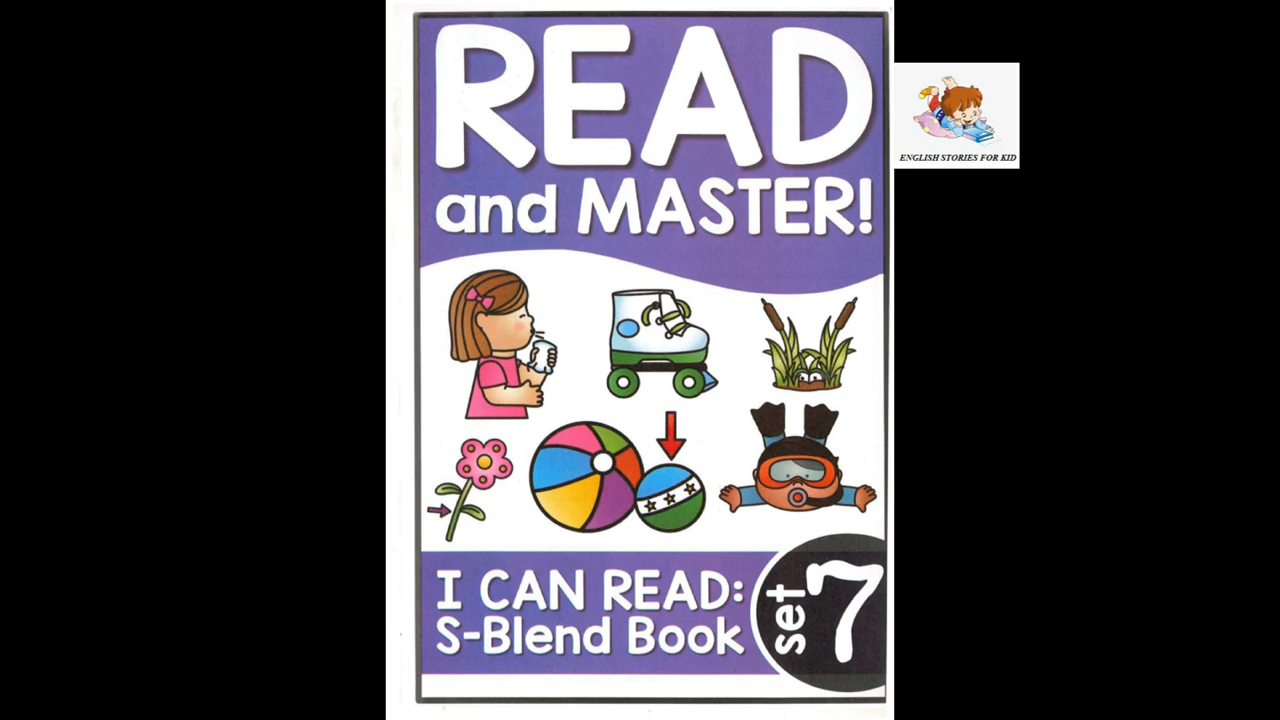 READ
and MASTER!
ENGLISH STORIES FOR KID
I CAN READ:
S-Blend Book
set 7